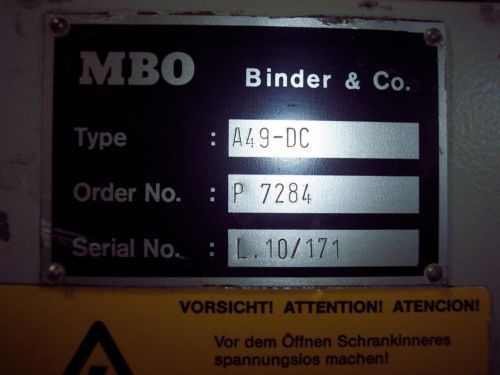 MBO Binder & Co.
Type : A49-DC
Order No. : P 7284
Serial No. : L.10/171
VORSICHT! ATTENTION! ATENCION!
Vor dem Öffnen Schrankinneres
spannungslos machen!